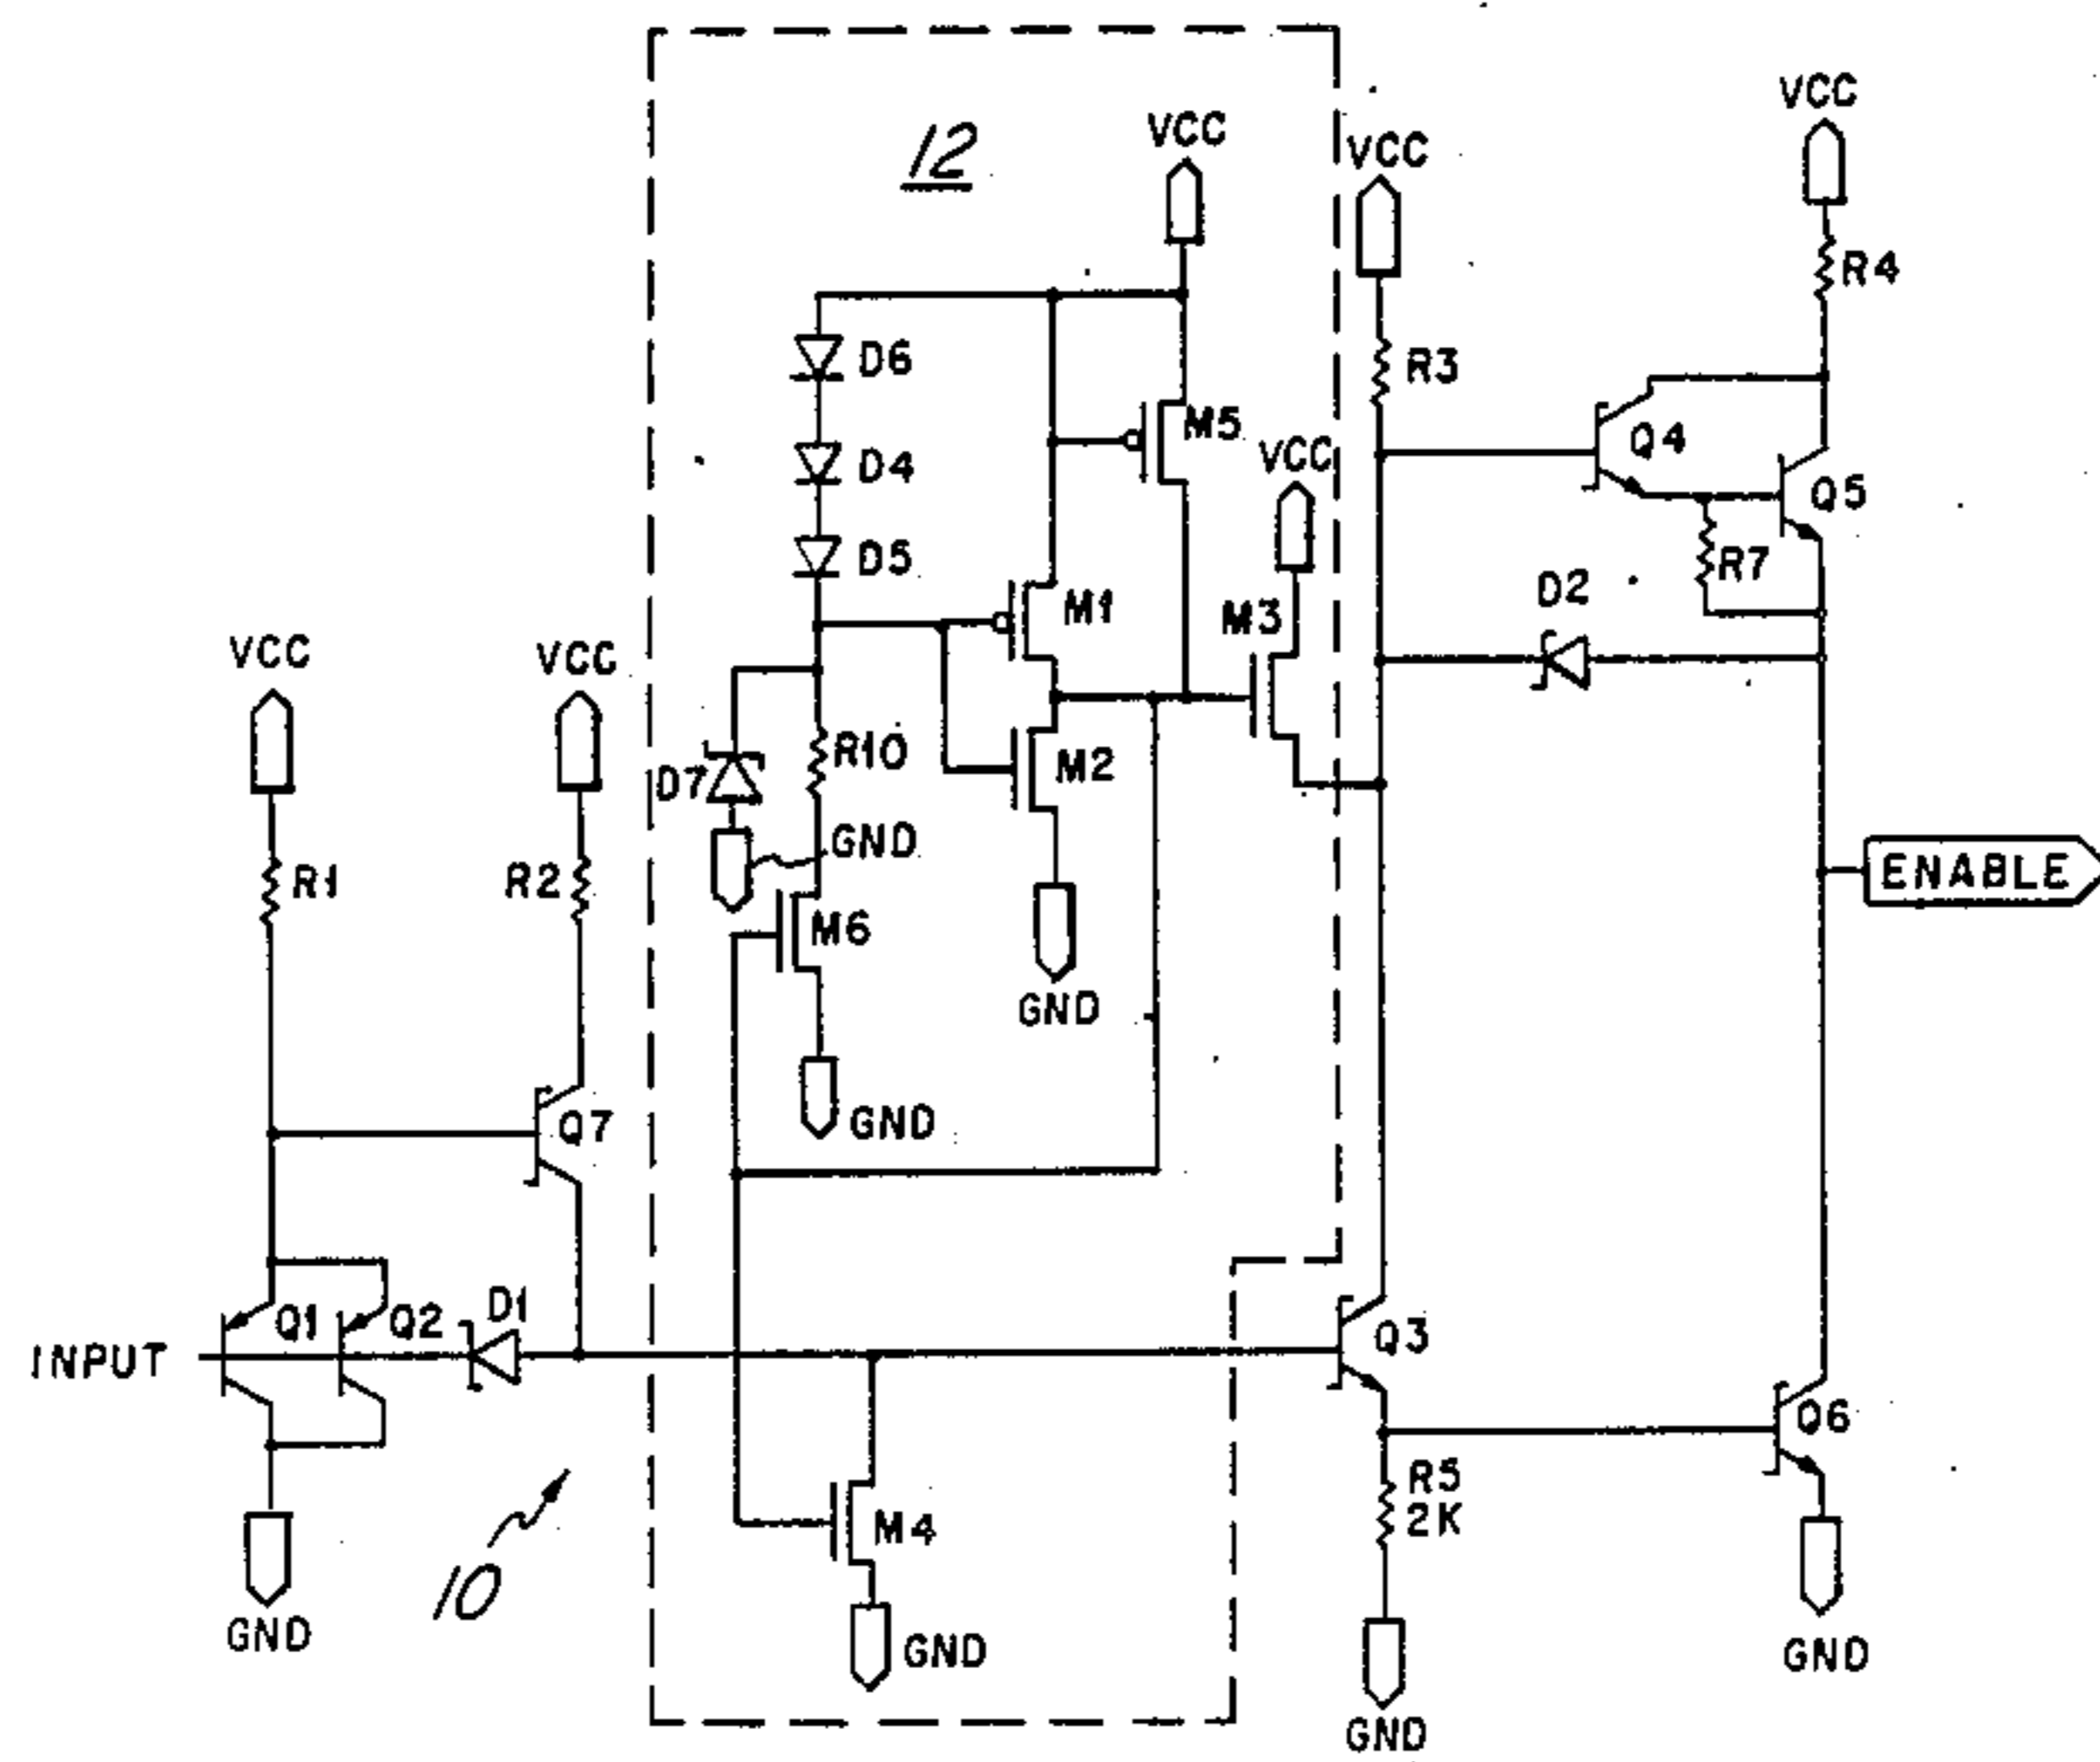 VCC
12
VCC
VCC
R4
D6
R3
M5
Q4
D4
VCC
Q5
D5
R7
D2
M1
M3
VCC
VCC
R10
M2
D7
GND
ENABLE
R1
R2
M6
GND
GND
Q7
Q1
Q2
D1
Q3
INPUT
Q6
R5
2K
M4
10
GND
GND
GND
GND